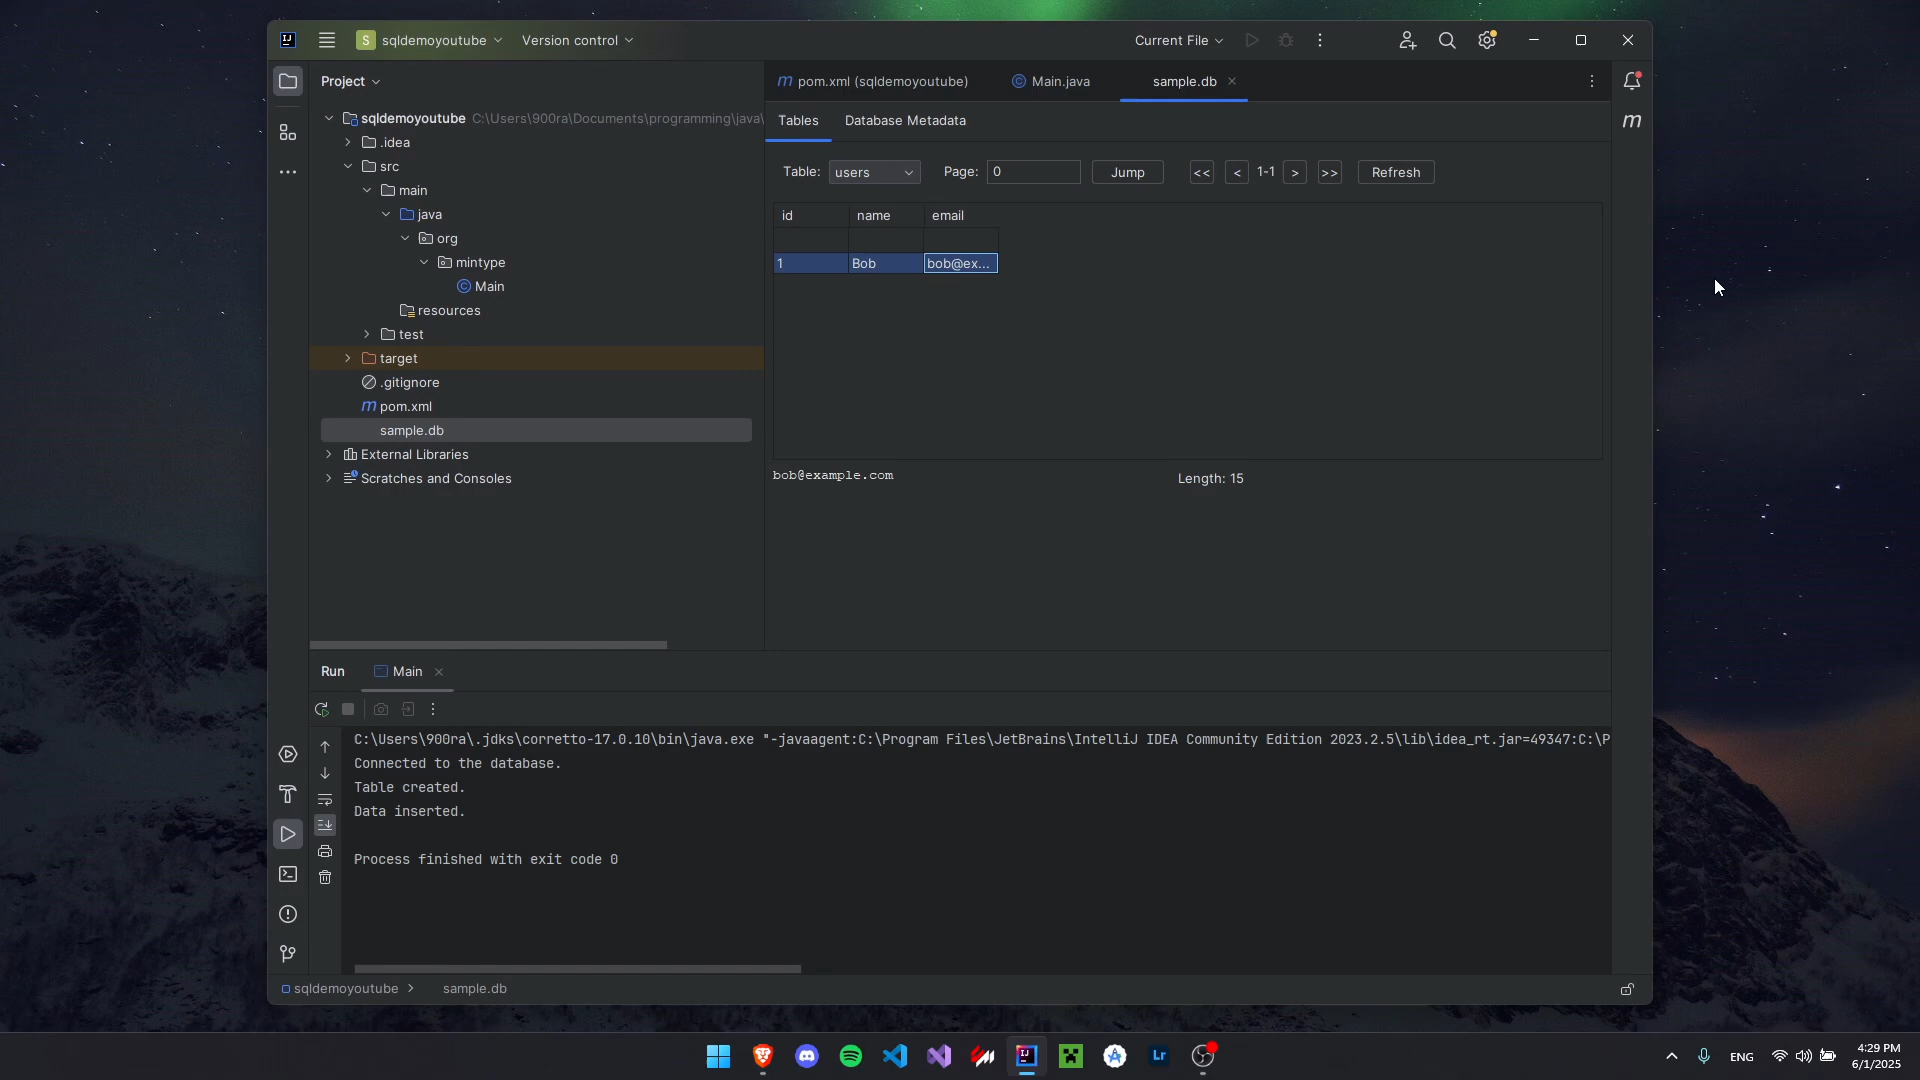 sqldemoyoutube
Version control
Current File
Project
pom.xml (sqldemoyoutube)
Main.java
sample.db
sqldemoyoutube C:\Users\900ra\Documents\programming\java\
.idea
src
main
java
org
mintype
Main
resources
test
target
.gitignore
pom.xml
sample.db
External Libraries
Scratches and Consoles
Tables
Database Metadata
Table: users Page: 0 Jump << < 1-1 > >> Refresh
id name email
1 Bob bob@ex...
bob@example.com
Length: 15
Run
Main
C:\Users\900ra\.jdks\corretto-17.0.10\bin\java.exe "-javaagent:C:\Program Files\JetBrains\IntelliJ IDEA Community Edition 2023.2.5\lib\idea_rt.jar=49347:C:\P
Connected to the database.
Table created.
Data inserted.
Process finished with exit code 0
sqldemoyoutube > sample.db
Lr
ENG
4:29 PM
6/1/2025